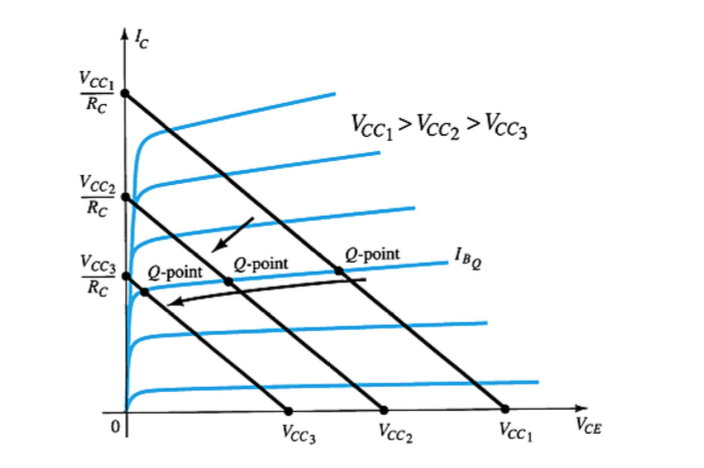 I_C
V_CC1
R_C
V_CC1 > V_CC2 > V_CC3
V_CC2
R_C
V_CC3
R_C
Q-point
Q-point
Q-point
I_BQ
0
V_CC3
V_CC2
V_CC1
V_CE